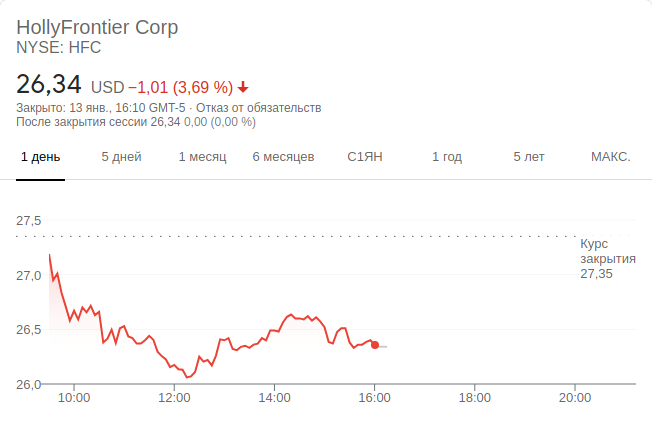 HollyFrontier Corp
NYSE: HFC
26,34 USD −1,01 (3,69 %)
Закрыто: 13 янв., 16:10 GMT-5 · Отказ от обязательств
После закрытия сессии 26,34 0,00 (0,00 %)
1 день 5 дней 1 месяц 6 месяцев С1ЯН 1 год 5 лет МАКС.
27,5
Курс
закрытия
27,35
27,0
26,5
26,0
10:00 12:00 14:00 16:00 18:00 20:00